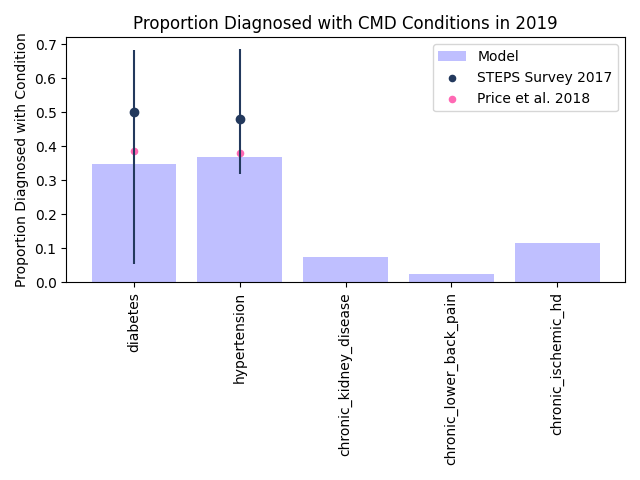 Proportion Diagnosed with CMD Conditions in 2019
Proportion Diagnosed with Condition
0.7
0.6
0.5
0.4
0.3
0.2
0.1
0.0
Model
STEPS Survey 2017
Price et al. 2018
diabetes
hypertension
chronic_kidney_disease
chronic_lower_back_pain
chronic_ischemic_hd